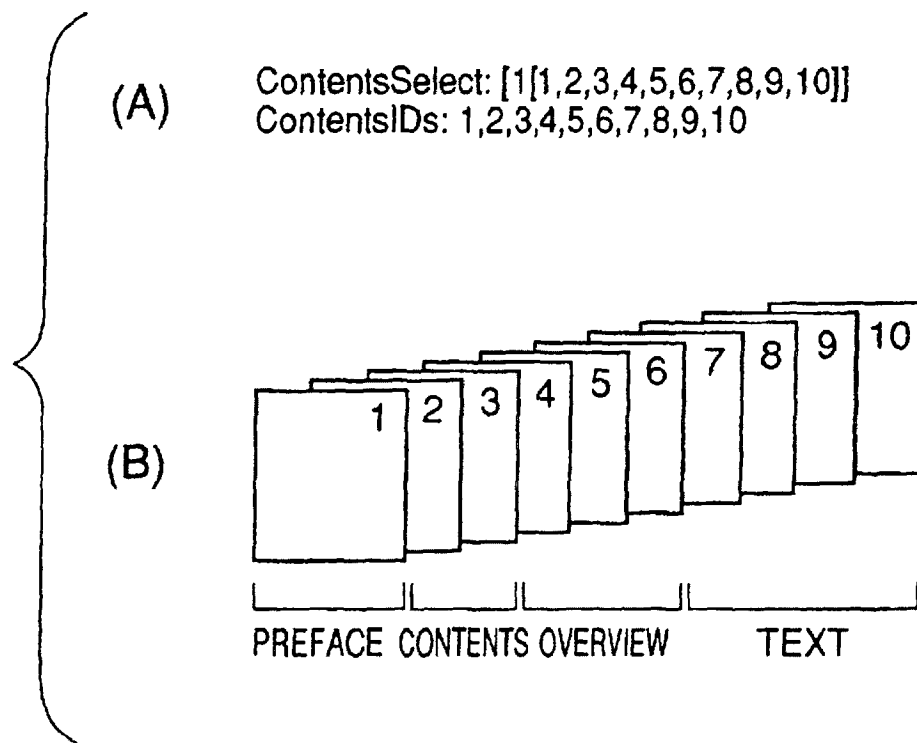 (A)
ContentsSelect: [1[1,2,3,4,5,6,7,8,9,10]]
ContentsIDs: 1,2,3,4,5,6,7,8,9,10
(B)
1 2 3 4 5 6 7 8 9 10
PREFACE CONTENTS OVERVIEW TEXT